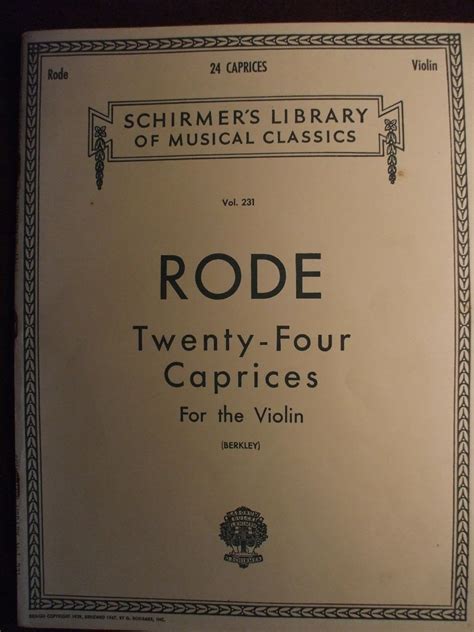 Rode
24 CAPRICES
Violin
SCHIRMER'S LIBRARY
OF MUSICAL CLASSICS
Vol. 231
RODE
Twenty-Four
Caprices
For the Violin
(BERKLEY)